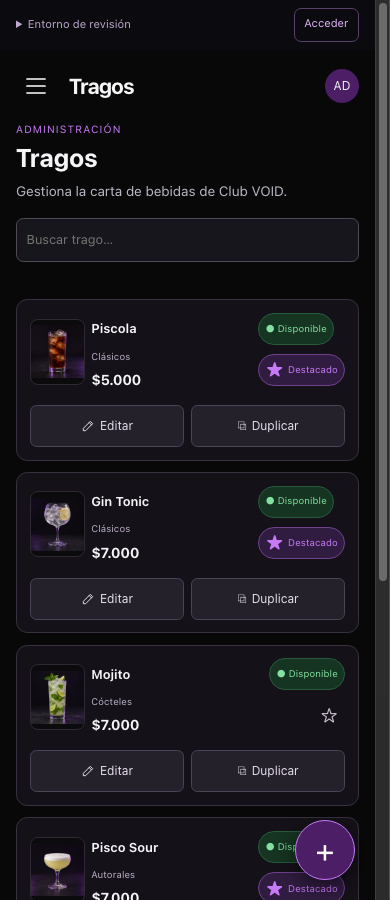 Entorno de revisión
Acceder
Tragos
AD
ADMINISTRACIÓN
Tragos
Gestiona la carta de bebidas de Club VOID.
Buscar trago...
Piscola
Disponible
Clásicos
Destacado
$5.000
Editar
Duplicar
Gin Tonic
Disponible
Clásicos
Destacado
$7.000
Editar
Duplicar
Mojito
Disponible
Cócteles
$7.000
Editar
Duplicar
Pisco Sour
Autorales
Destacado
$7.000
+